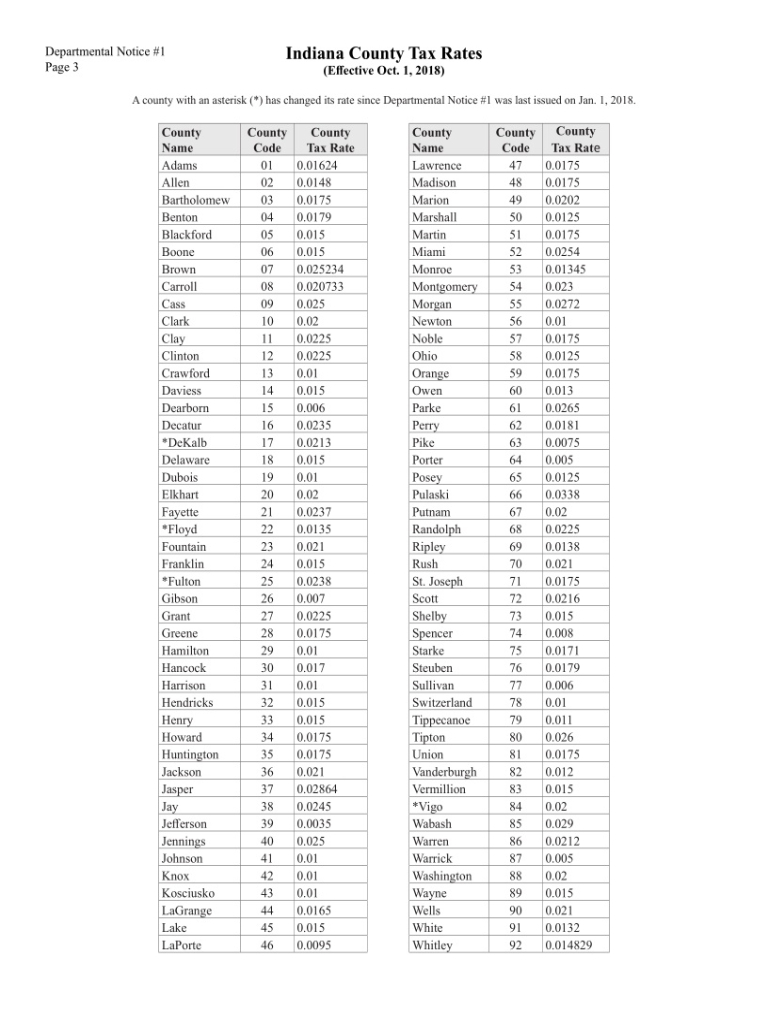 Departmental Notice #1
Page 3
Indiana County Tax Rates
(Effective Oct. 1, 2018)
A county with an asterisk (*) has changed its rate since Departmental Notice #1 was last issued on Jan. 1, 2018.
County Name County Code County Tax Rate
Adams 01 0.01624
Allen 02 0.0148
Bartholomew 03 0.0175
Benton 04 0.0179
Blackford 05 0.015
Boone 06 0.015
Brown 07 0.025234
Carroll 08 0.020733
Cass 09 0.025
Clark 10 0.02
Clay 11 0.0225
Clinton 12 0.0225
Crawford 13 0.01
Daviess 14 0.015
Dearborn 15 0.006
Decatur 16 0.0235
*DeKalb 17 0.0213
Delaware 18 0.015
Dubois 19 0.01
Elkhart 20 0.02
Fayette 21 0.0237
*Floyd 22 0.0135
Fountain 23 0.021
Franklin 24 0.015
*Fulton 25 0.0238
Gibson 26 0.007
Grant 27 0.0225
Greene 28 0.0175
Hamilton 29 0.01
Hancock 30 0.017
Harrison 31 0.01
Hendricks 32 0.015
Henry 33 0.015
Howard 34 0.0175
Huntington 35 0.0175
Jackson 36 0.021
Jasper 37 0.02864
Jay 38 0.0245
Jefferson 39 0.0035
Jennings 40 0.025
Johnson 41 0.01
Knox 42 0.01
Kosciusko 43 0.01
LaGrange 44 0.0165
Lake 45 0.015
LaPorte 46 0.0095
County Name County Code County Tax Rate
Lawrence 47 0.0175
Madison 48 0.0175
Marion 49 0.0202
Marshall 50 0.0125
Martin 51 0.0175
Miami 52 0.0254
Monroe 53 0.01345
Montgomery 54 0.023
Morgan 55 0.0272
Newton 56 0.01
Noble 57 0.0175
Ohio 58 0.0125
Orange 59 0.0175
Owen 60 0.013
Parke 61 0.0265
Perry 62 0.0181
Pike 63 0.0075
Porter 64 0.005
Posey 65 0.0125
Pulaski 66 0.0338
Putnam 67 0.02
Randolph 68 0.0225
Ripley 69 0.0138
Rush 70 0.021
St. Joseph 71 0.0175
Scott 72 0.0216
Shelby 73 0.015
Spencer 74 0.008
Starke 75 0.0171
Steuben 76 0.0179
Sullivan 77 0.006
Switzerland 78 0.01
Tippecanoe 79 0.011
Tipton 80 0.026
Union 81 0.0175
Vanderburgh 82 0.012
Vermillion 83 0.015
*Vigo 84 0.02
Wabash 85 0.029
Warren 86 0.0212
Warrick 87 0.005
Washington 88 0.02
Wayne 89 0.015
Wells 90 0.021
White 91 0.0132
Whitley 92 0.014829